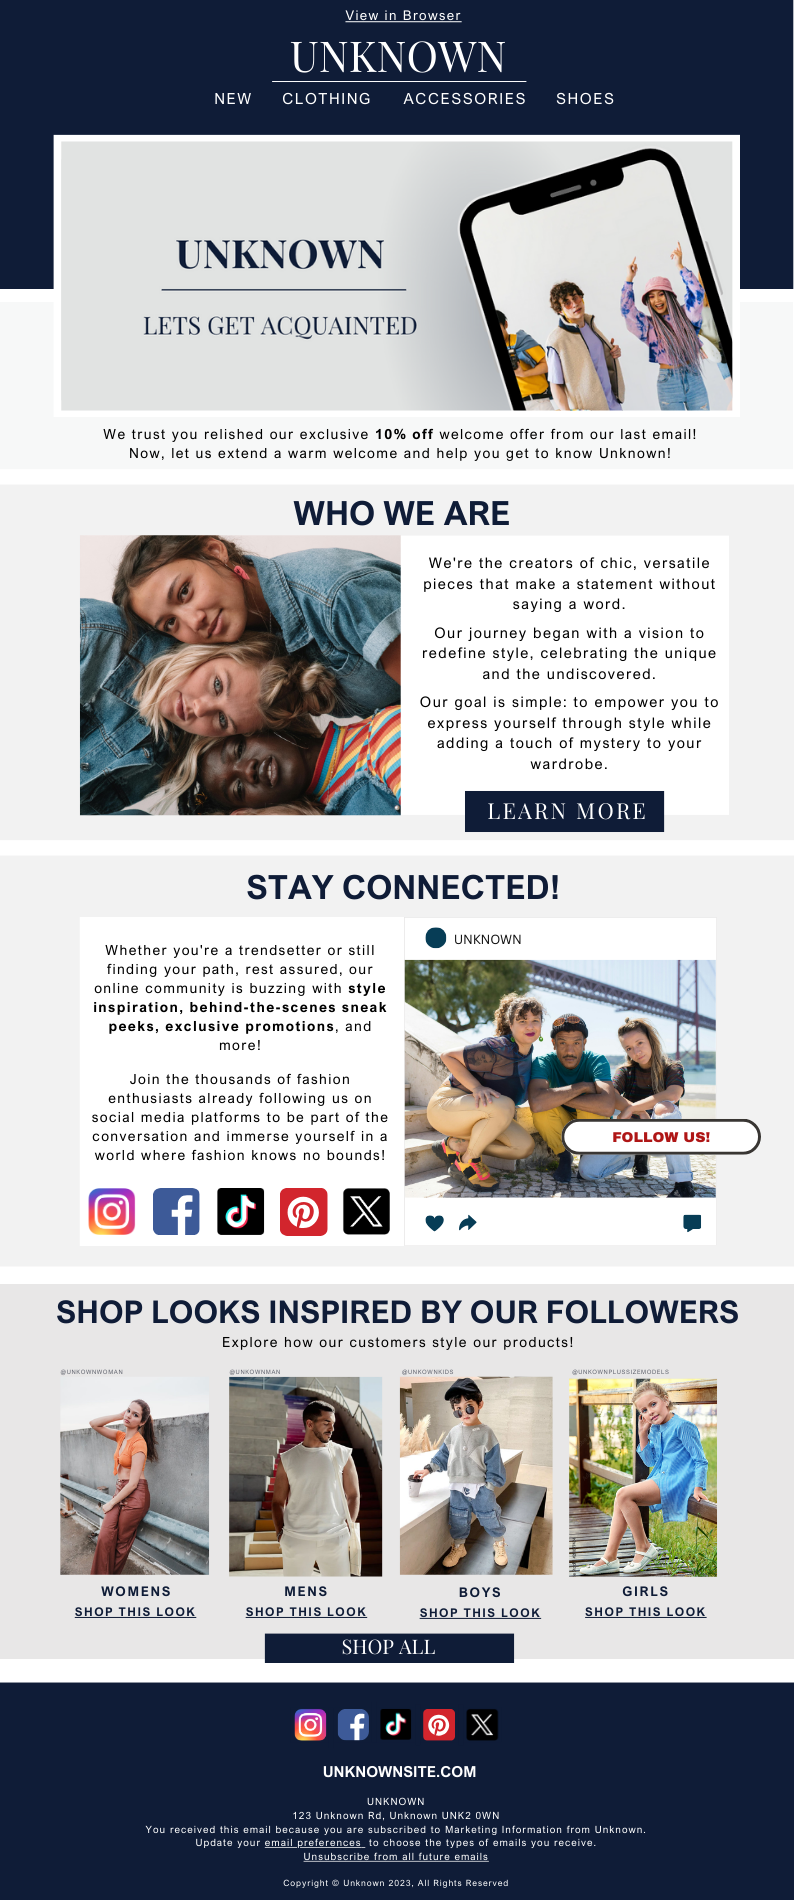 View in Browser
UNKNOWN
NEW CLOTHING ACCESSORIES SHOES
UNKNOWN
LETS GET ACQUAINTED
We trust you relished our exclusive 10% off welcome offer from our last email!
Now, let us extend a warm welcome and help you get to know Unknown!
WHO WE ARE
We're the creators of chic, versatile
pieces that make a statement without
saying a word.
Our journey began with a vision to
redefine style, celebrating the unique
and the undiscovered.
Our goal is simple: to empower you to
express yourself through style while
adding a touch of mystery to your
wardrobe.
LEARN MORE
STAY CONNECTED!
Whether you're a trendsetter or still
finding your path, rest assured, our
online community is buzzing with style
inspiration, behind-the-scenes sneak
peeks, exclusive promotions, and
more!
Join the thousands of fashion
enthusiasts already following us on
social media platforms to be part of the
conversation and immerse yourself in a
world where fashion knows no bounds!
UNKNOWN
FOLLOW US!
SHOP LOOKS INSPIRED BY OUR FOLLOWERS
Explore how our customers style our products!
@UNKOWNWOMAN @UNKOWNMAN @UNKOWNKIDS @UNKOWNPLUSSIZEMODELS
WOMENS MENS BOYS GIRLS
SHOP THIS LOOK SHOP THIS LOOK SHOP THIS LOOK SHOP THIS LOOK
SHOP ALL
UNKNOWNSITE.COM
UNKNOWN
123 Unknown Rd, Unknown UNK2 0WN
You received this email because you are subscribed to Marketing Information from Unknown.
Update your email preferences to choose the types of emails you receive.
Unsubscribe from all future emails
Copyright © Unknown 2023, All Rights Reserved